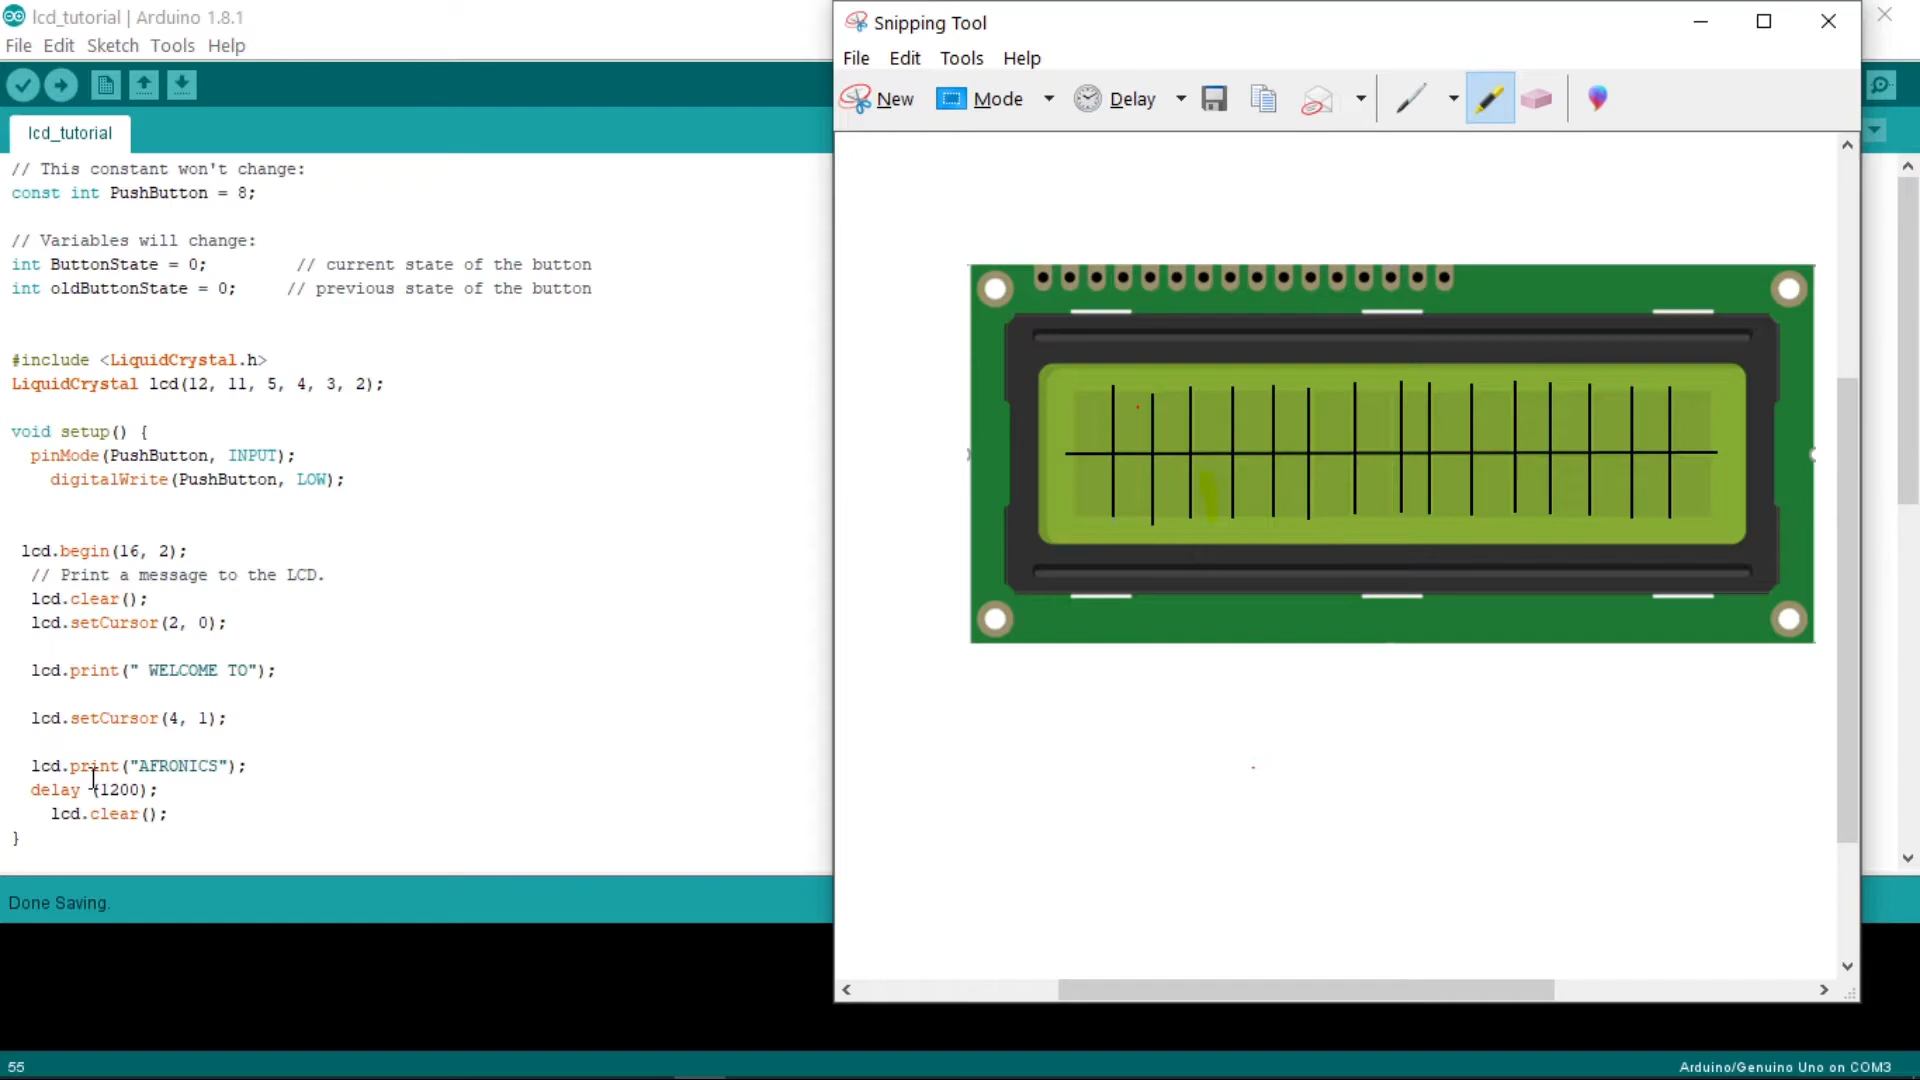 lcd_tutorial | Arduino 1.8.1
File Edit Sketch Tools Help
lcd_tutorial
// This constant won't change:
const int PushButton = 8;
// Variables will change:
int ButtonState = 0; // current state of the button
int oldButtonState = 0; // previous state of the button
#include <LiquidCrystal.h>
LiquidCrystal lcd(12, 11, 5, 4, 3, 2);
void setup() {
pinMode(PushButton, INPUT);
digitalWrite(PushButton, LOW);
lcd.begin(16, 2);
// Print a message to the LCD.
lcd.clear();
lcd.setCursor(2, 0);
lcd.print(" WELCOME TO");
lcd.setCursor(4, 1);
lcd.print("AFRONICS");
delay (1200);
lcd.clear();
}
Done Saving.
55
Arduino/Genuino Uno on COM3
Snipping Tool
File Edit Tools Help
New Mode Delay